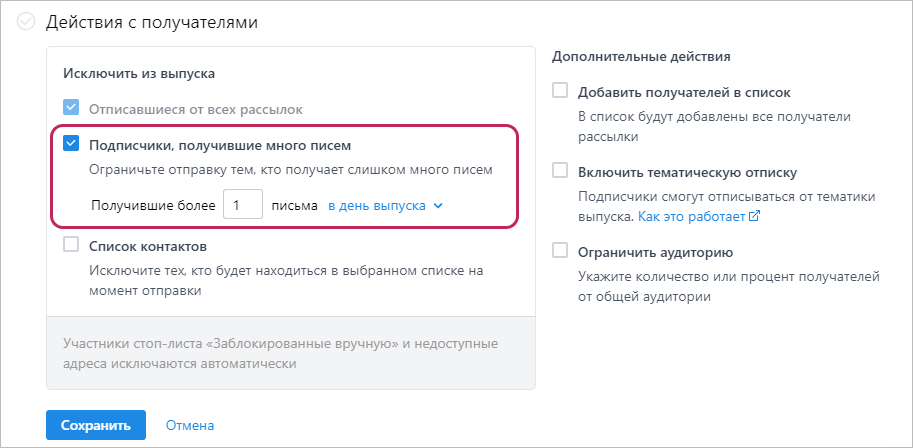 Действия с получателями
Исключить из выпуска
Отписавшиеся от всех рассылок
Подписчики, получившие много писем
Ограничьте отправку тем, кто получает слишком много писем
Получившие более 1 письма в день выпуска
Список контактов
Исключите тех, кто будет находиться в выбранном списке на
момент отправки
Участники стоп-листа «Заблокированные вручную» и недоступные
адреса исключаются автоматически
Дополнительные действия
Добавить получателей в список
В список будут добавлены все получатели
рассылки
Включить тематическую отписку
Подписчики смогут отписываться от тематики
выпуска. Как это работает
Ограничить аудиторию
Укажите количество или процент получателей
от общей аудитории
Сохранить Отмена